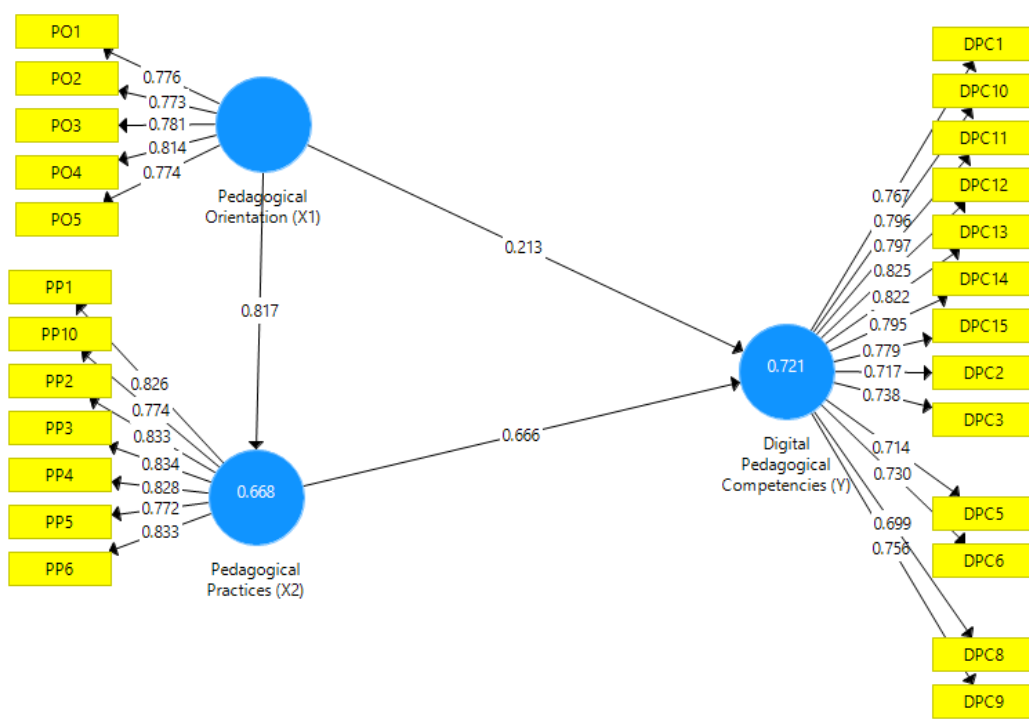 PO1
PO2
PO3
PO4
PO5
0.776
0.773
0.781
0.814
0.774
Pedagogical
Orientation (X1)
0.817
0.213
PP1
PP10
PP2
PP3
PP4
PP5
PP6
0.826
0.774
0.833
0.834
0.828
0.772
0.833
0.668
Pedagogical
Practices (X2)
0.666
0.721
Digital
Pedagogical
Competencies (Y)
0.767
0.796
0.797
0.825
0.822
0.795
0.779
0.717
0.738
0.714
0.730
0.699
0.756
DPC1
DPC10
DPC11
DPC12
DPC13
DPC14
DPC15
DPC2
DPC3
DPC5
DPC6
DPC8
DPC9